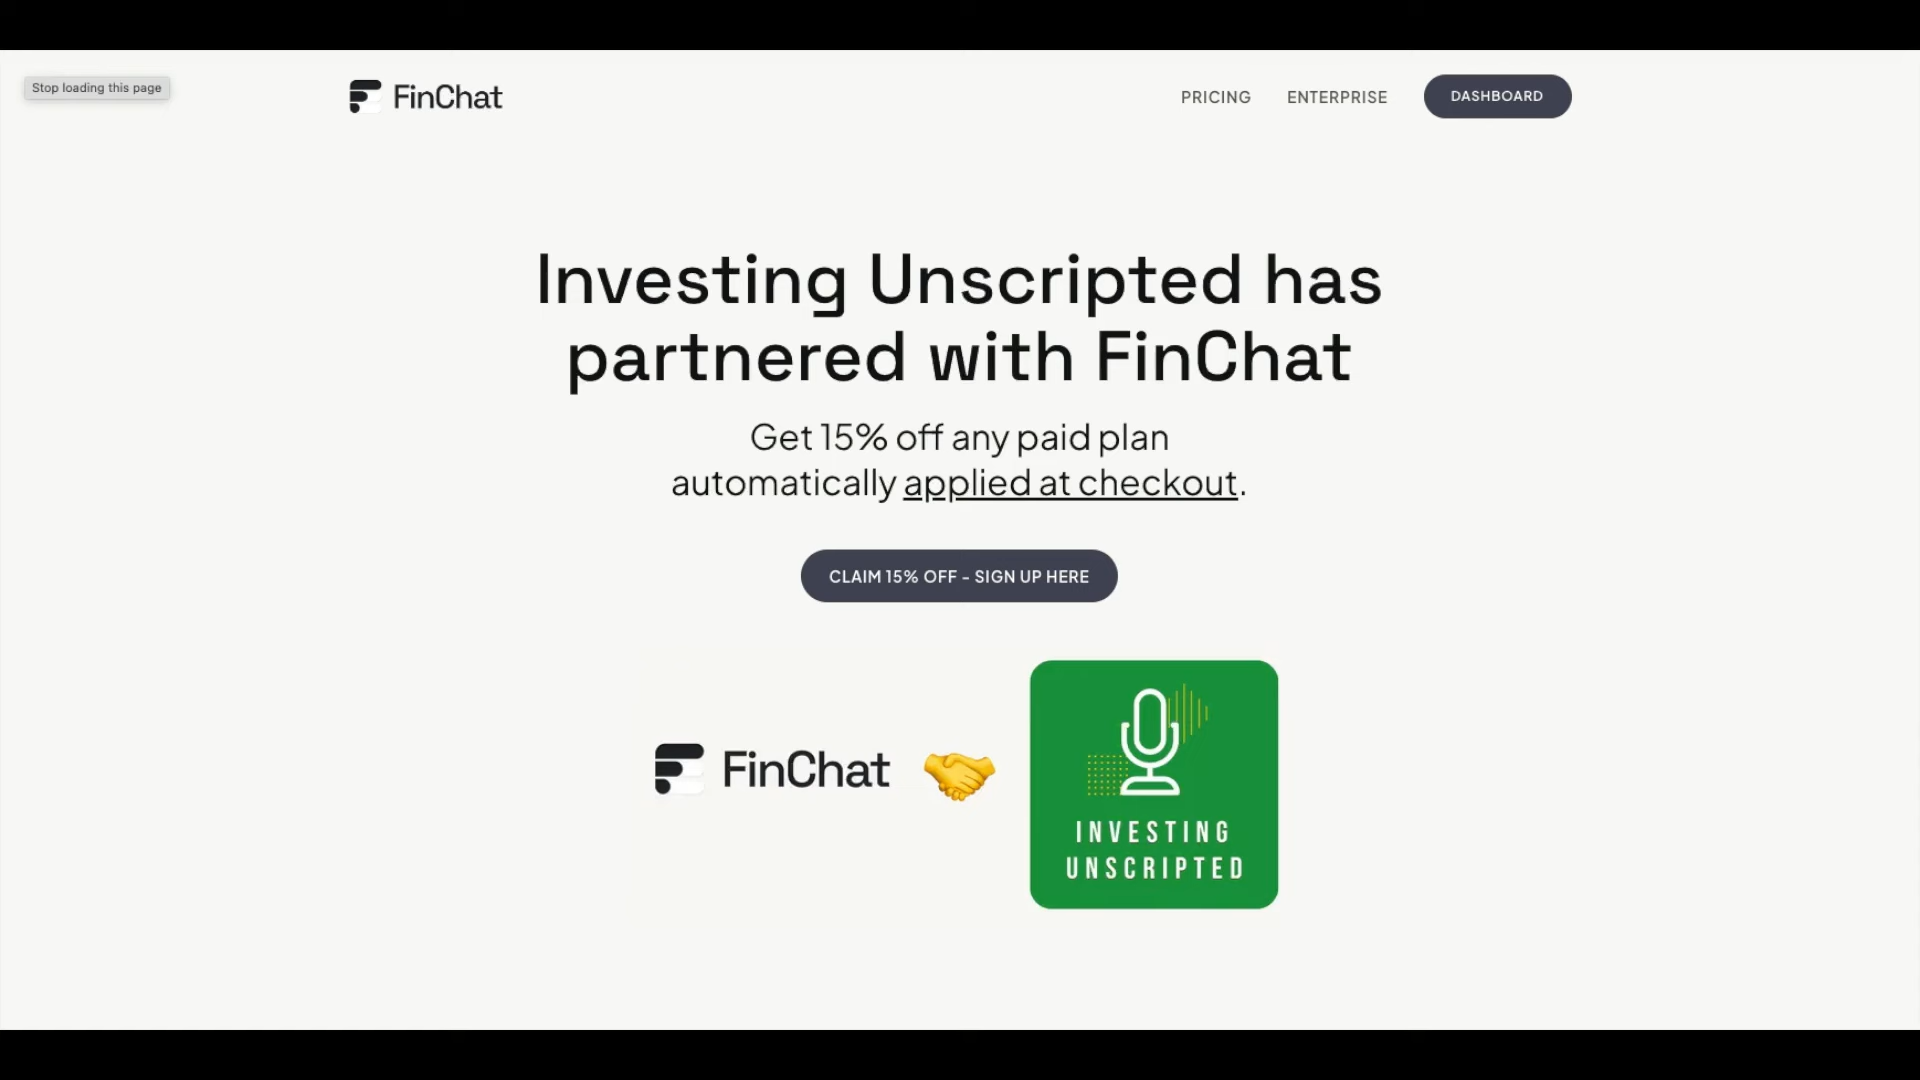 Stop loading this page
FinChat
PRICING
ENTERPRISE
DASHBOARD
Investing Unscripted has
partnered with FinChat
Get 15% off any paid plan
automatically applied at checkout.
CLAIM 15% OFF - SIGN UP HERE
FinChat
INVESTING
UNSCRIPTED